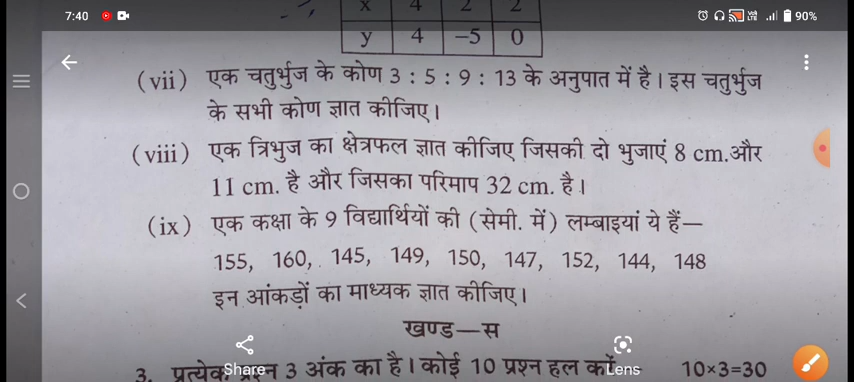 7:40 90%
x 4 2 2
y 4 −5 0
(vii) एक चतुर्भुज के कोण 3 : 5 : 9 : 13 के अनुपात में है। इस चतुर्भुज
के सभी कोण ज्ञात कीजिए।
(viii) एक त्रिभुज का क्षेत्रफल ज्ञात कीजिए जिसकी दो भुजाएं 8 cm.और
11 cm. है और जिसका परिमाप 32 cm. है।
(ix) एक कक्षा के 9 विद्यार्थियों की (सेमी. में) लम्बाइयां ये हैं—
155, 160, 145, 149, 150, 147, 152, 144, 148
इन आंकड़ों का माध्यक ज्ञात कीजिए।
खण्ड—स
3. प्रत्येक प्रश्न 3 अंक का है। कोई 10 प्रश्न हल करें 10×3=30
Share Lens